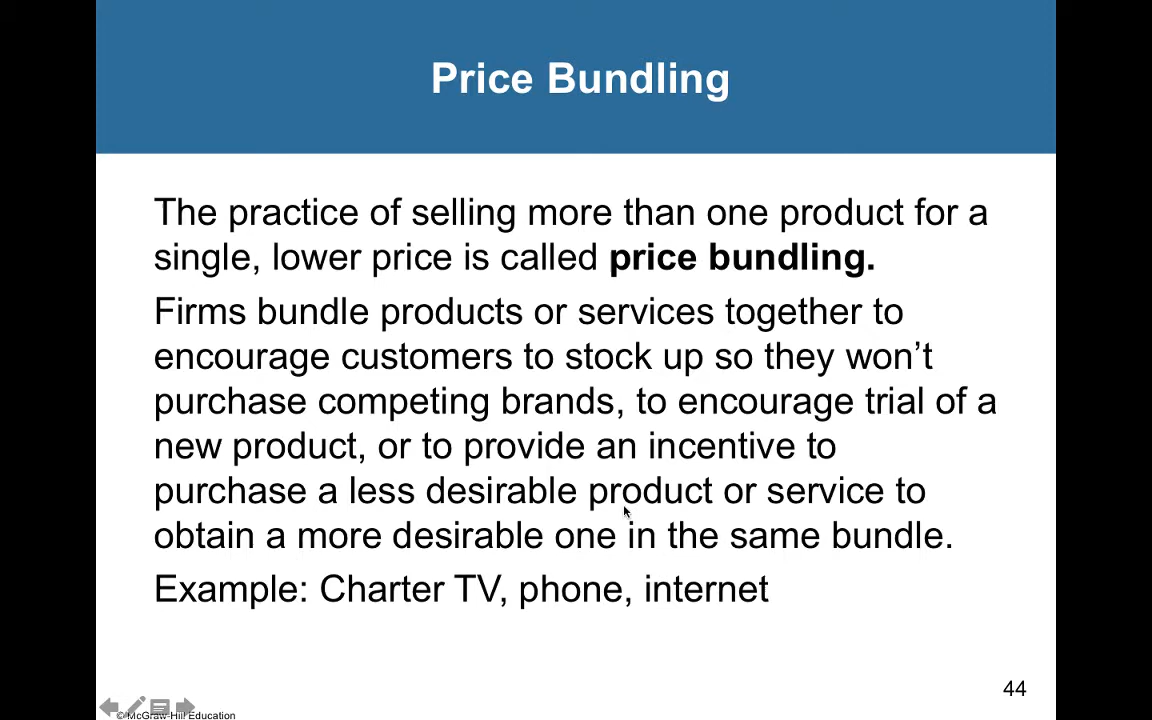 Price Bundling
The practice of selling more than one product for a
single, lower price is called price bundling.
Firms bundle products or services together to
encourage customers to stock up so they won’t
purchase competing brands, to encourage trial of a
new product, or to provide an incentive to
purchase a less desirable product or service to
obtain a more desirable one in the same bundle.
Example: Charter TV, phone, internet
44
© McGraw-Hill Education